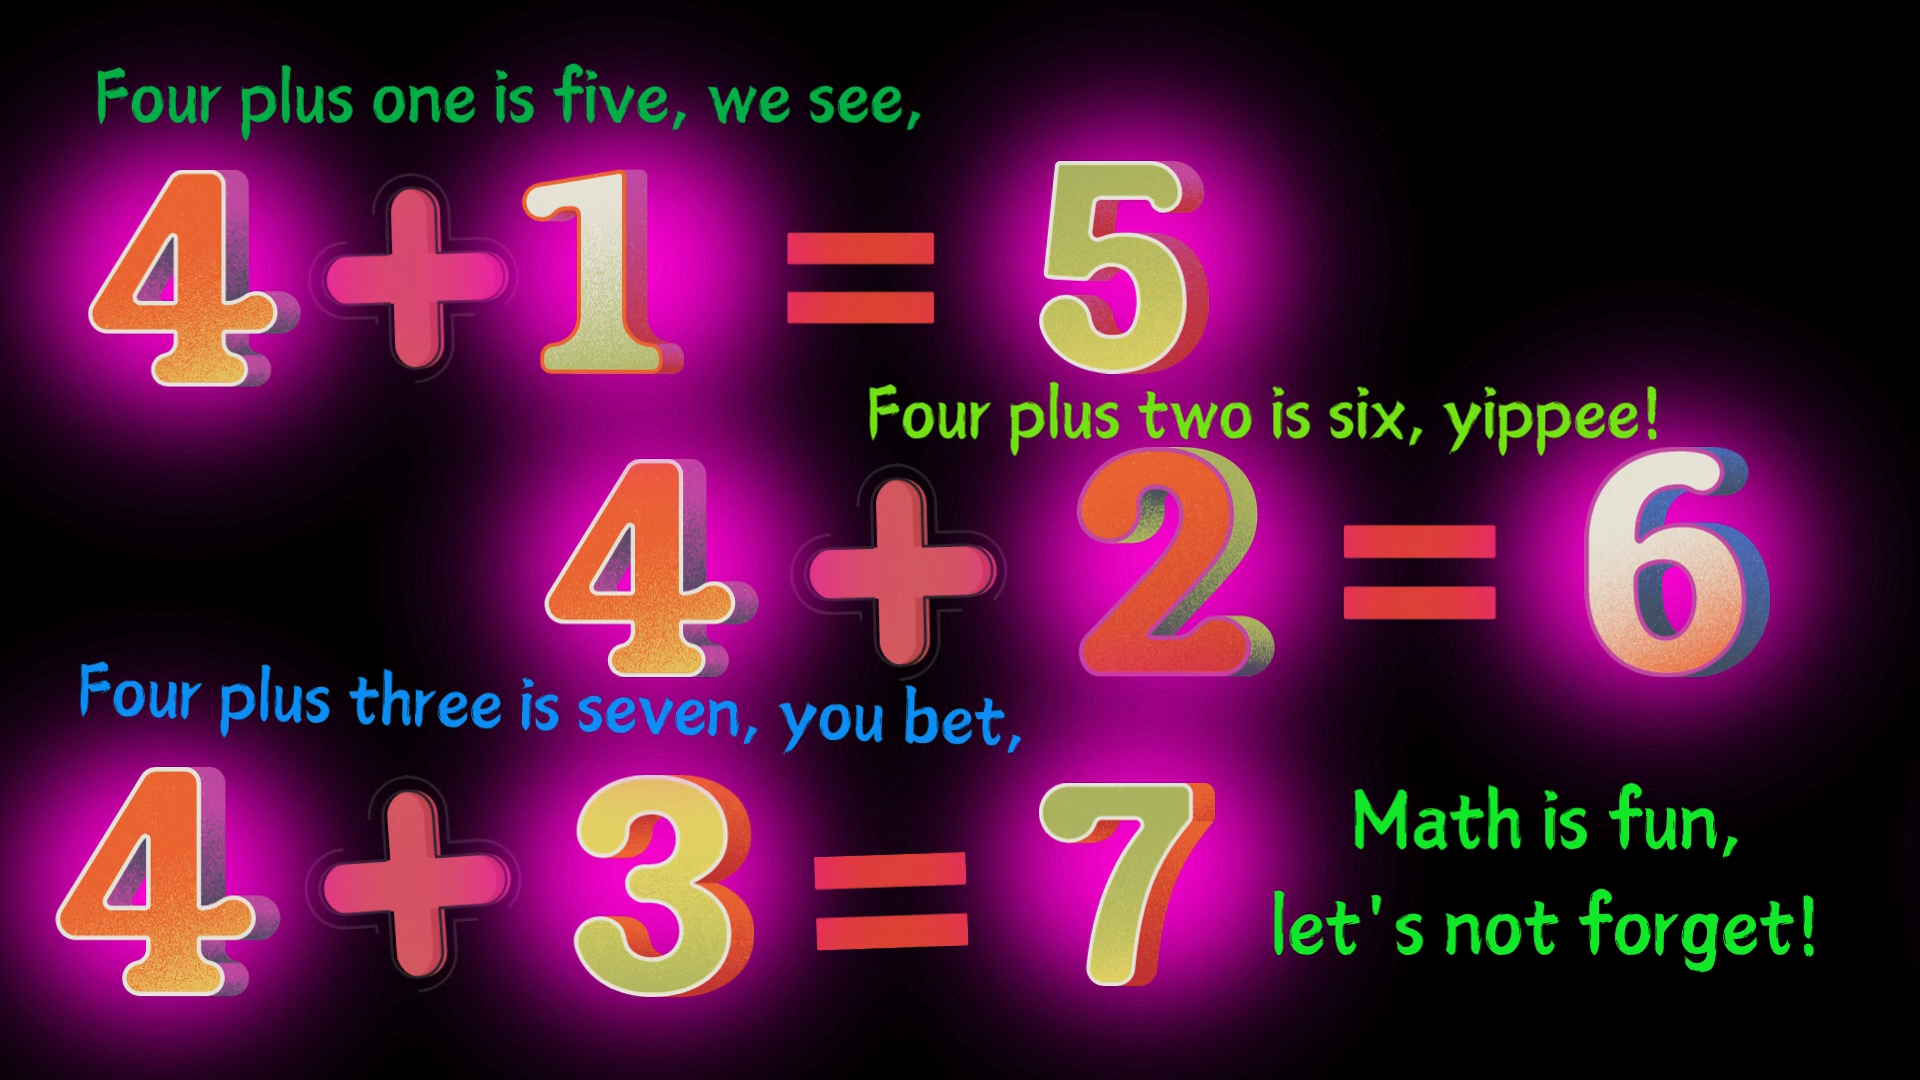 Four plus one is five, we see,
4 + 1 = 5
Four plus two is six, yippee!
4 + 2 = 6
Four plus three is seven, you bet,
4 + 3 = 7
Math is fun,
let's not forget!